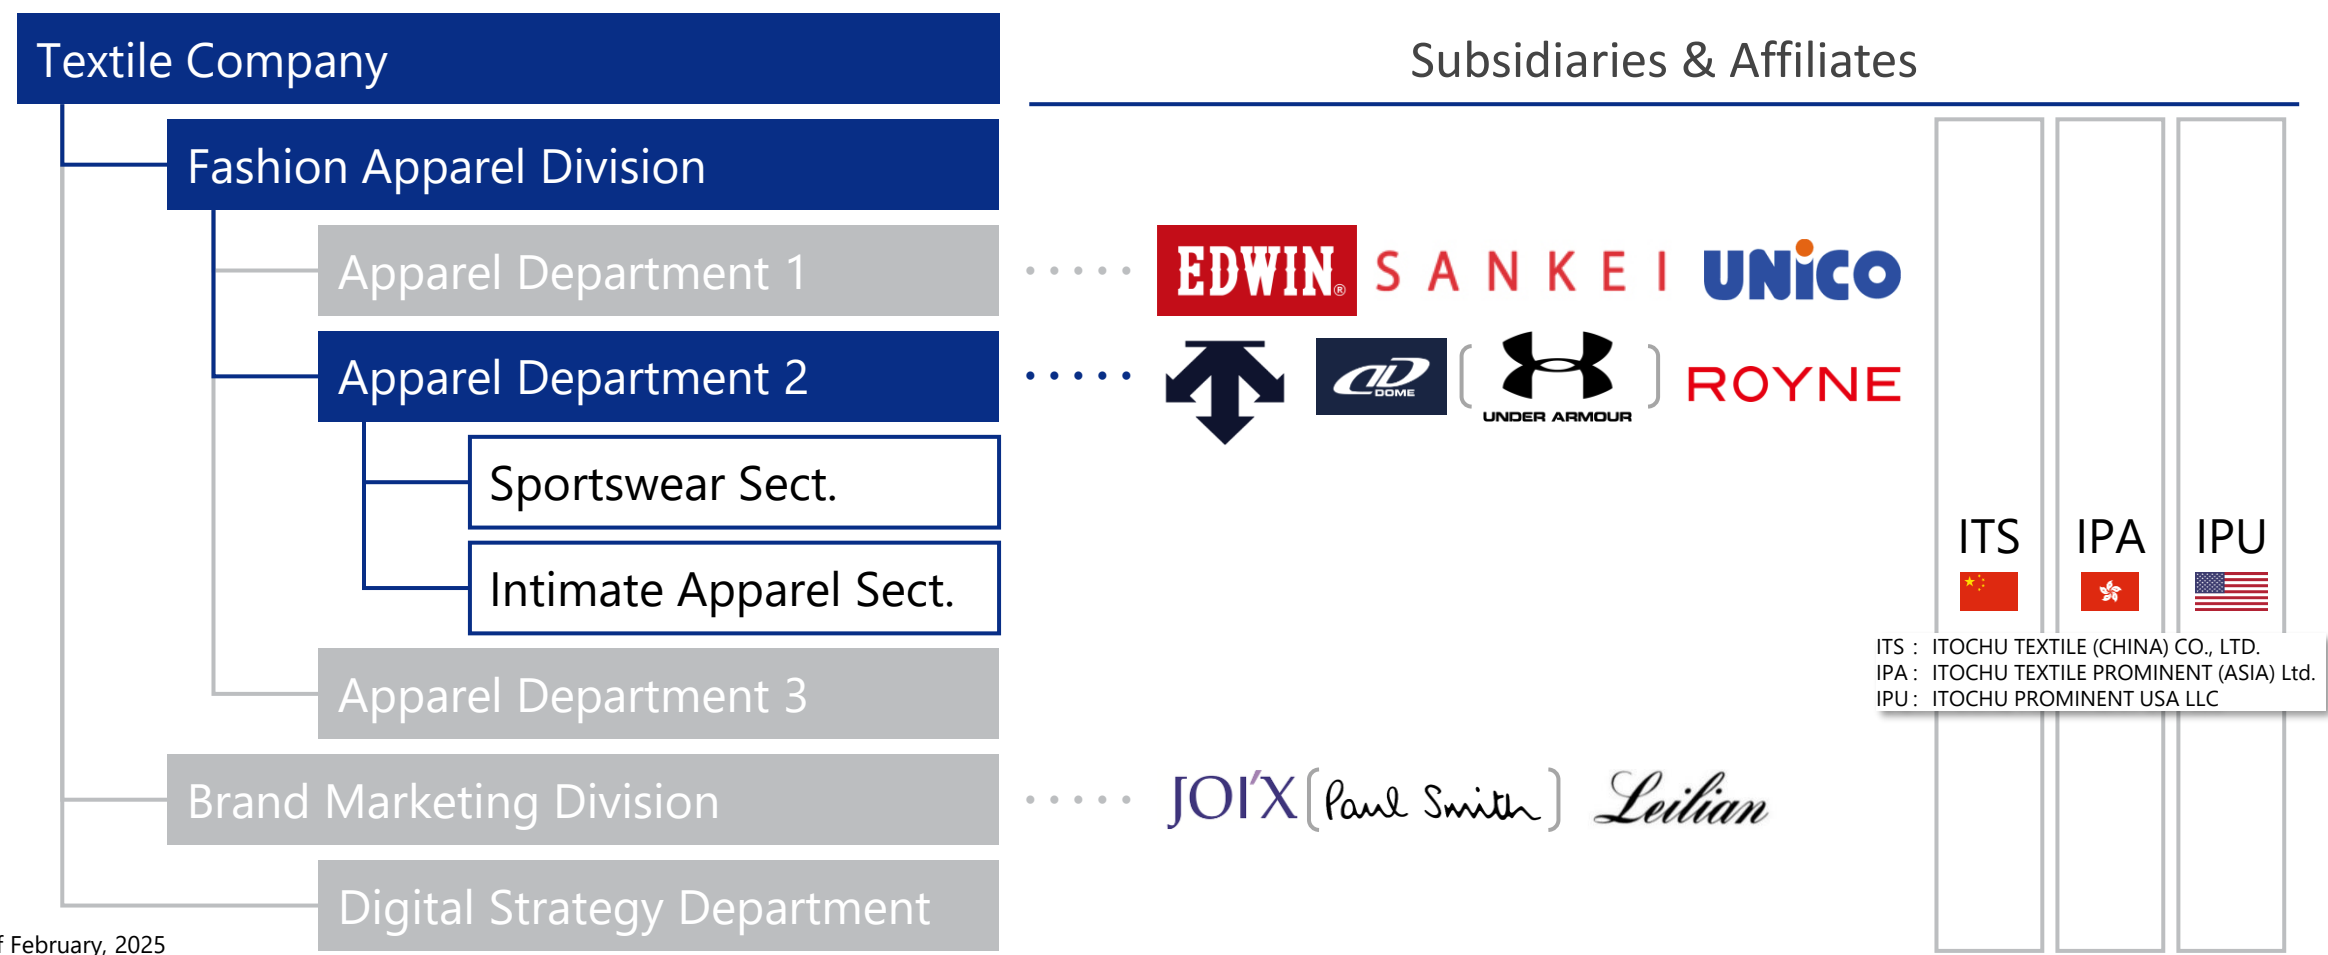 Textile Company
Subsidiaries & Affiliates
Fashion Apparel Division
Apparel Department 1
EDWIN®
SANKEI
UNiCO
Apparel Department 2
DOME
UNDER ARMOUR
ROYNE
Sportswear Sect.
Intimate Apparel Sect.
ITS
IPA
IPU
ITS : ITOCHU TEXTILE (CHINA) CO., LTD.
IPA : ITOCHU TEXTILE PROMINENT (ASIA) Ltd.
IPU : ITOCHU PROMINENT USA LLC
Apparel Department 3
Brand Marketing Division
JOI'X
Paul Smith
Leilian
Digital Strategy Department
February, 2025